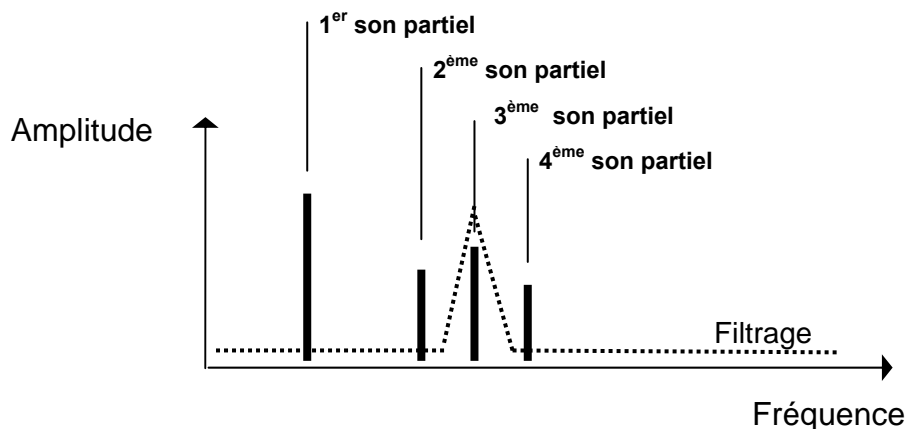 1er son partiel
2ème son partiel
3ème son partiel
Amplitude
4ème son partiel
Filtrage
Fréquence